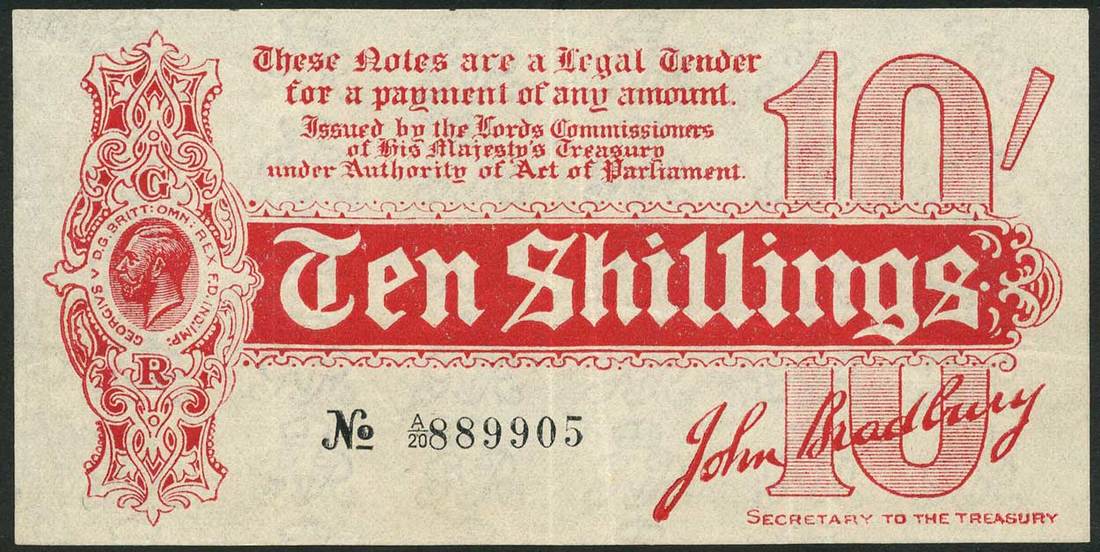 These Notes are a Legal Tender
for a payment of any amount.
Issued by the Lords Commissioners
of His Majesty's Treasury
under Authority of Act of Parliament.
10/
G
GEORGIVS V D.G. BRITT: OMN: REX F.D. IND: IMP:
Ten Shillings.
R
No A/20 889905
10
John Bradbury
SECRETARY TO THE TREASURY